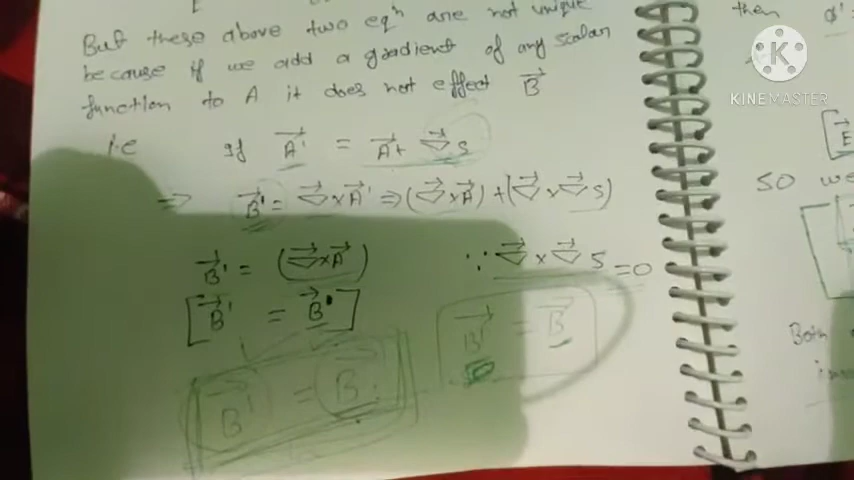 But these above two eqⁿ are not unique
because if we add a gradient of any scalar
function to A it does not effect B⃗
i.e if A⃗' = A⃗ + ∇⃗ s
=> B⃗' = ∇⃗ × A⃗' => (∇⃗ × A⃗) + (∇⃗ × ∇⃗ s)
B⃗' = (∇⃗ × A⃗) ∵ ∇⃗ × ∇⃗ s = 0
[B⃗' = B⃗']
B⃗' = B⃗
B⃗' = B⃗
then
E⃗
so we
Both
KINEMASTER